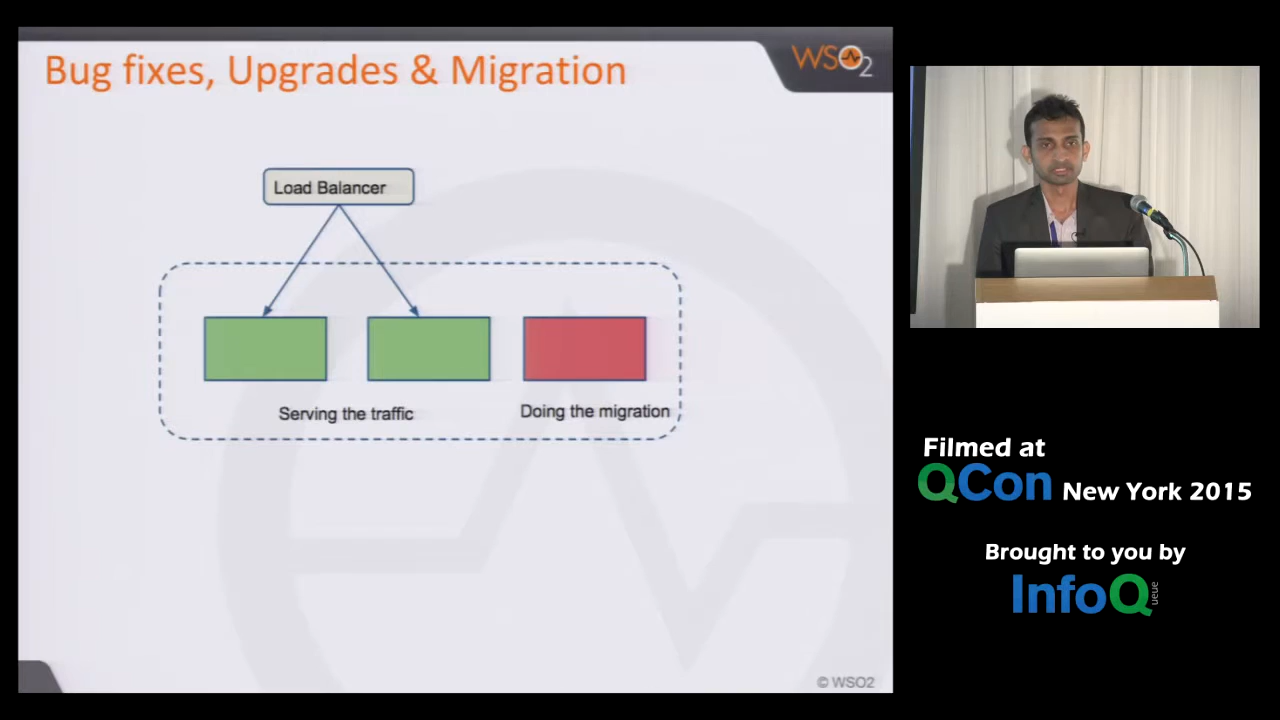 Bug fixes, Upgrades & Migration
WSO2
Load Balancer
Serving the traffic
Doing the migration
© WSO2
Filmed at
QCon New York 2015
Brought to you by
InfoQ
ueue